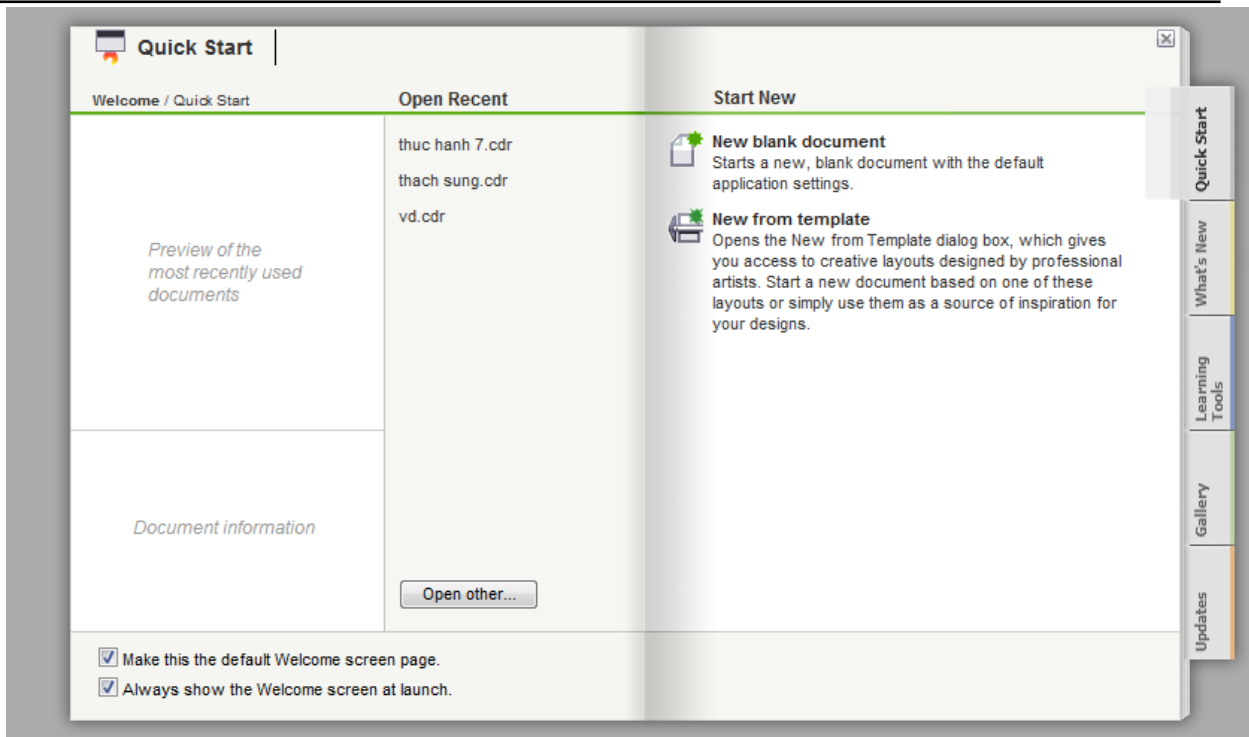 Quick Start
Welcome / Quick Start
Open Recent
Start New
Preview of the
most recently used
documents
Document information
thuc hanh 7.cdr
thach sung.cdr
vd.cdr
Open other...
New blank document
Starts a new, blank document with the default
application settings.
New from template
Opens the New from Template dialog box, which gives
you access to creative layouts designed by professional
artists. Start a new document based on one of these
layouts or simply use them as a source of inspiration for
your designs.
Quick Start
What's New
Learning
Tools
Gallery
Updates
Make this the default Welcome screen page.
Always show the Welcome screen at launch.